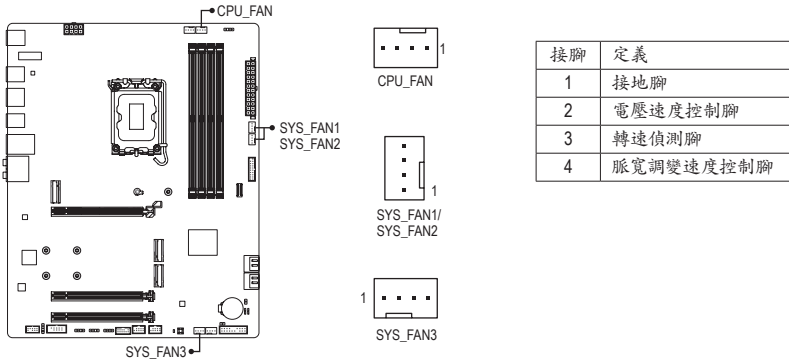 CPU_FAN
SYS_FAN1
SYS_FAN2
SYS_FAN3
1
CPU_FAN
1
SYS_FAN1/
SYS_FAN2
1
SYS_FAN3
接腳 定義
1 接地腳
2 電壓速度控制腳
3 轉速偵測腳
4 脈寬調變速度控制腳